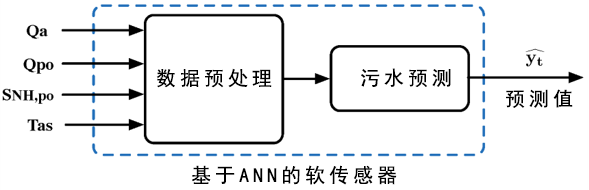 Qa
Qpo
SNH,po
Tas
数据预处理
污水预测
ŷt
预测值
基于ANN的软传感器